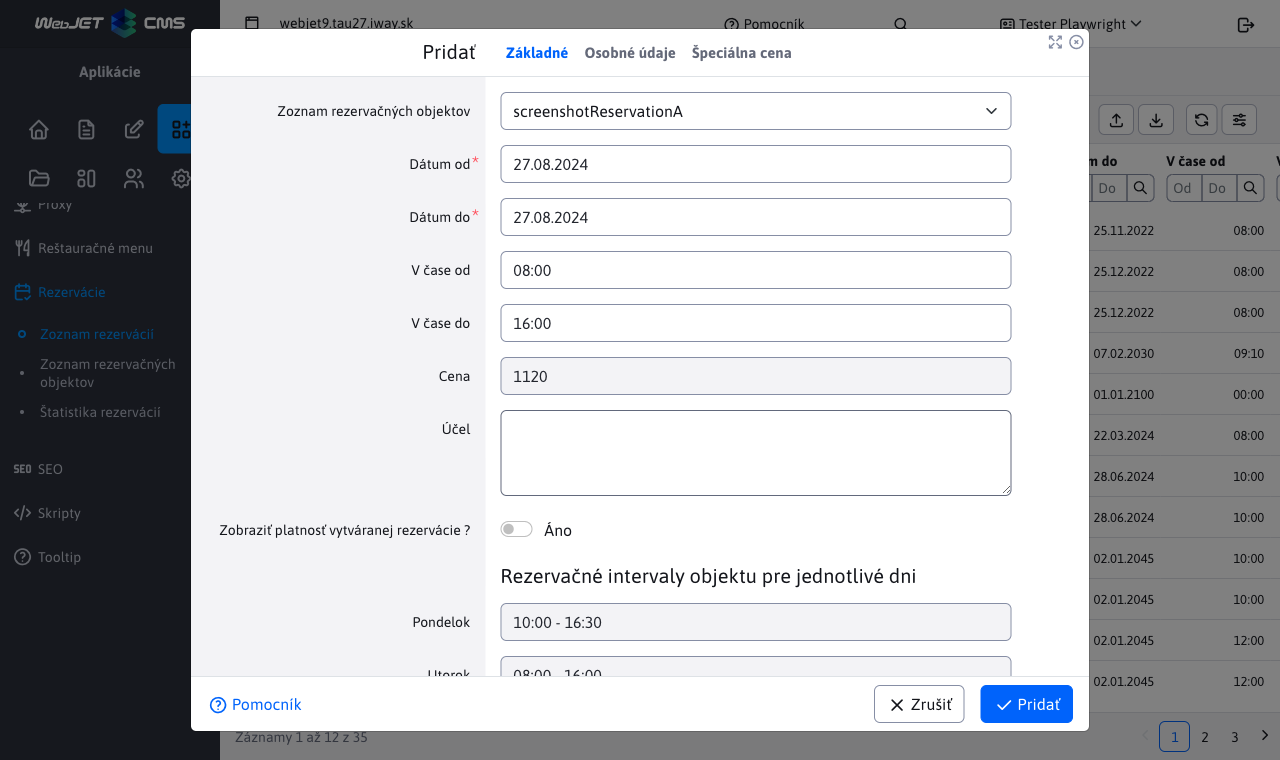 WebJET CMS
webjet9.tau27.iway.sk
Pomocník
Tester Playwright
Aplikácie
Proxy
Reštauračné menu
Rezervácie
Zoznam rezervácií
Zoznam rezervačných
objektov
Štatistika rezervácií
SEO SEO
Skripty
Tooltip
Pridať
Základné Osobné údaje Špeciálna cena
Zoznam rezervačných objektov screenshotReservationA
Dátum od* 27.08.2024
Dátum do* 27.08.2024
V čase od 08:00
V čase do 16:00
Cena 1120
Účel
Zobraziť platnosť vytváranej rezervácie ? Áno
Rezervačné intervaly objektu pre jednotlivé dni
Pondelok 10:00 - 16:30
Utorok 08:00 - 16:00
Pomocník
Zrušiť
Pridať
do V čase od
Do Od Do
25.11.2022 08:00
25.12.2022 08:00
25.12.2022 08:00
07.02.2030 09:10
01.01.2100 00:00
22.03.2024 08:00
28.06.2024 10:00
28.06.2024 10:00
02.01.2045 10:00
02.01.2045 10:00
02.01.2045 12:00
02.01.2045 12:00
Záznamy 1 až 12 z 35
1 2 3